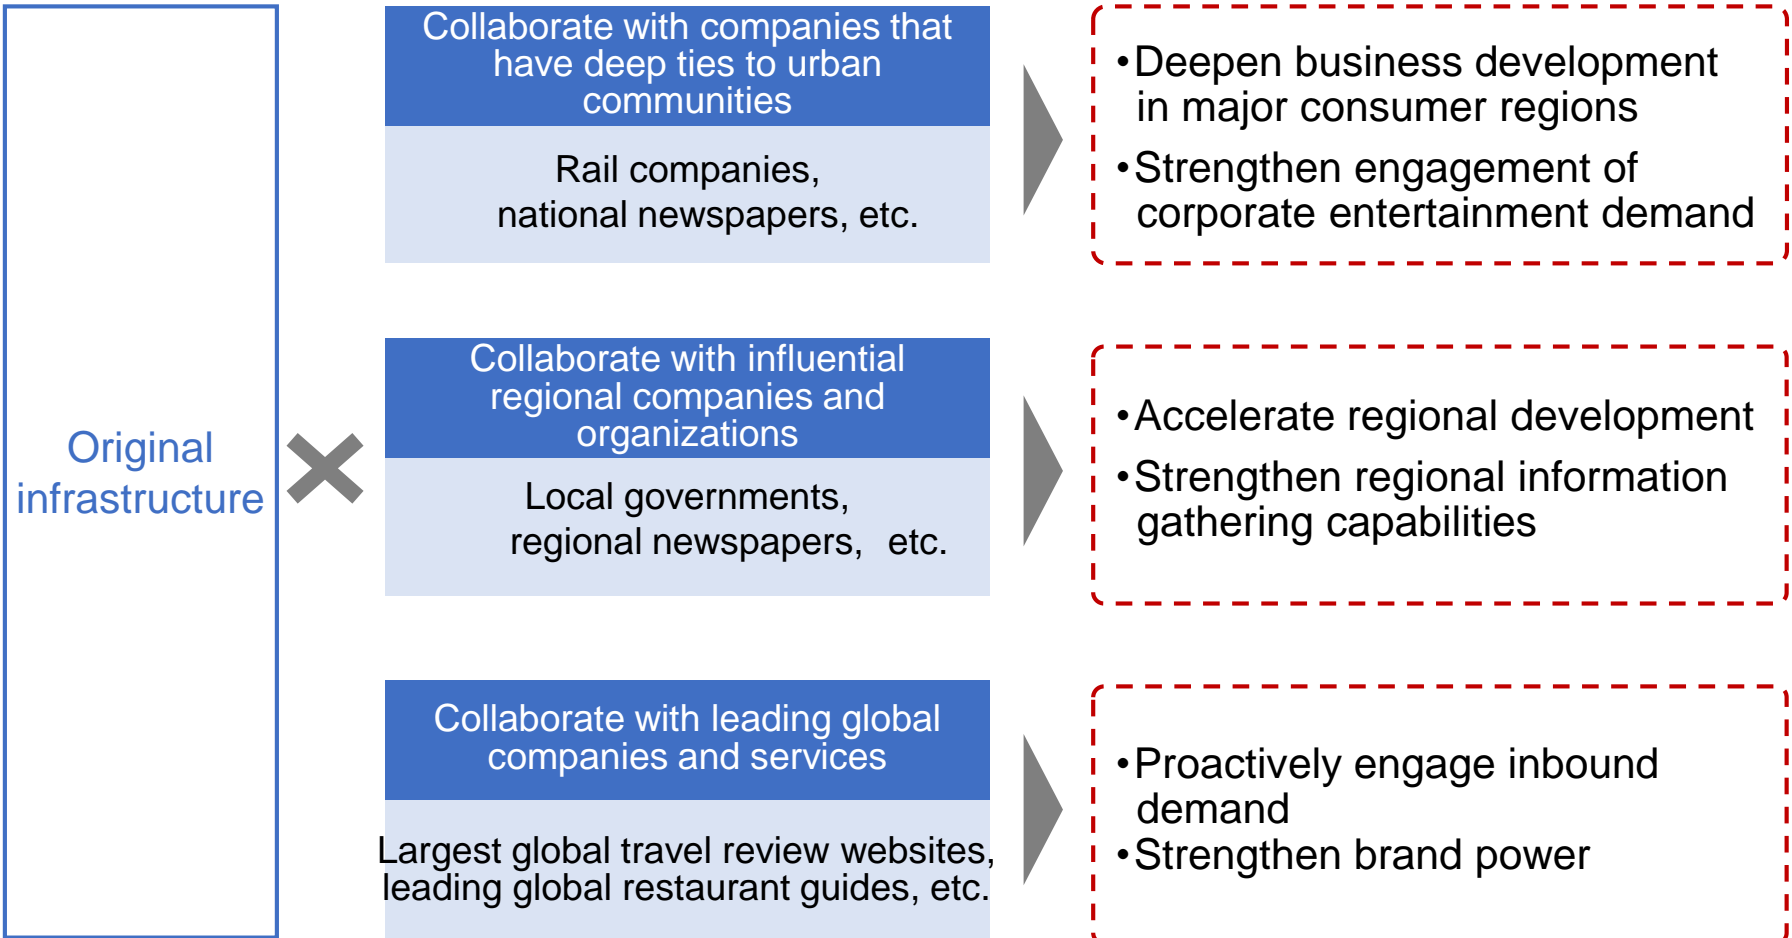 Original
infrastructure
Collaborate with companies that
have deep ties to urban
communities
Rail companies,
national newspapers, etc.
•Deepen business development
in major consumer regions
•Strengthen engagement of
corporate entertainment demand
Collaborate with influential
regional companies and
organizations
Local governments,
regional newspapers, etc.
•Accelerate regional development
•Strengthen regional information
gathering capabilities
Collaborate with leading global
companies and services
Largest global travel review websites,
leading global restaurant guides, etc.
•Proactively engage inbound
demand
•Strengthen brand power